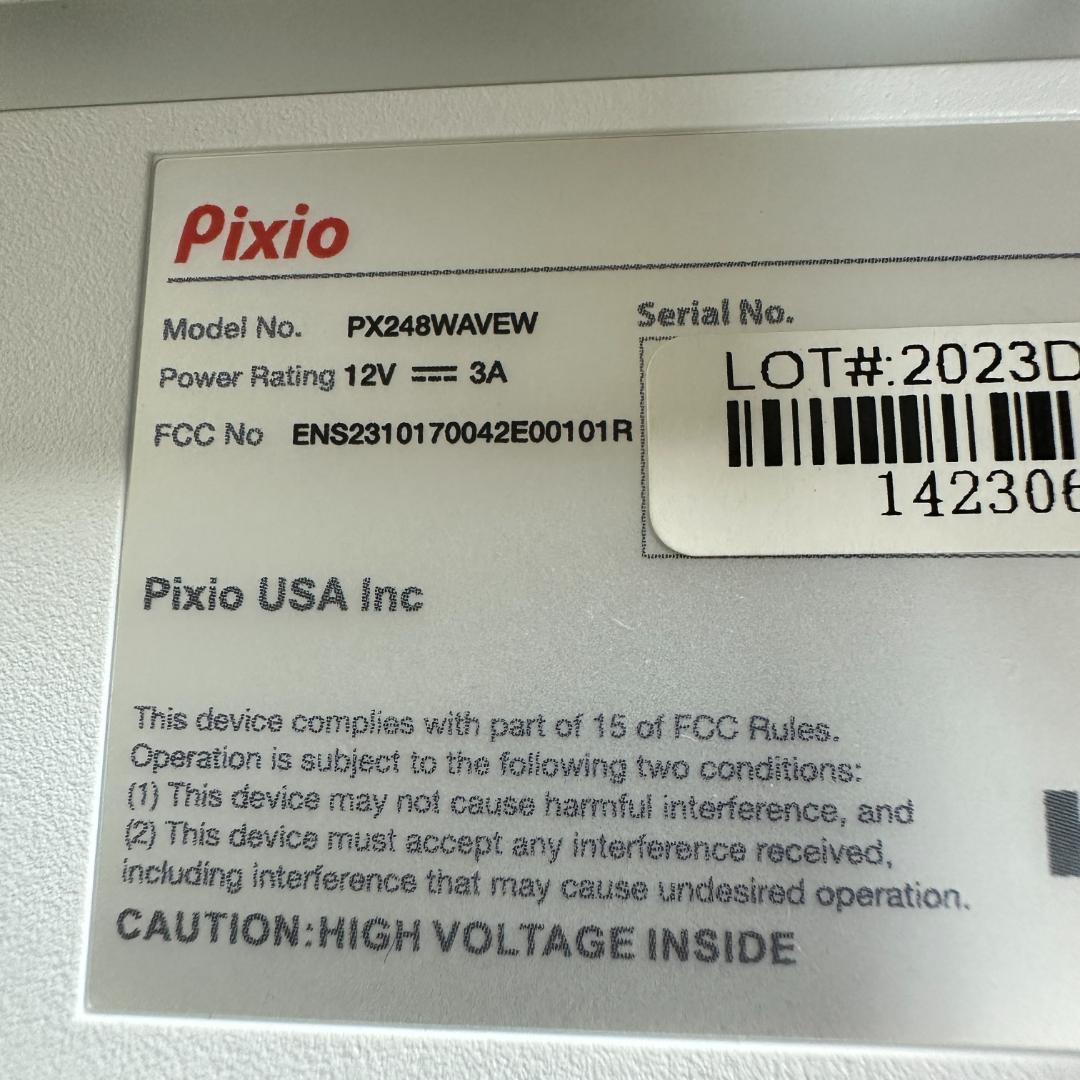 Pixio
Model No. PX248WAVEW
Serial No.
Power Rating 12V ⎓ 3A
LOT#:2023D
FCC No ENS2310170042E00101R
142306
Pixio USA Inc
This device complies with part of 15 of FCC Rules.
Operation is subject to the following two conditions:
(1) This device may not cause harmful interference, and
(2) This device must accept any interference received,
including interference that may cause undesired operation.
CAUTION:HIGH VOLTAGE INSIDE